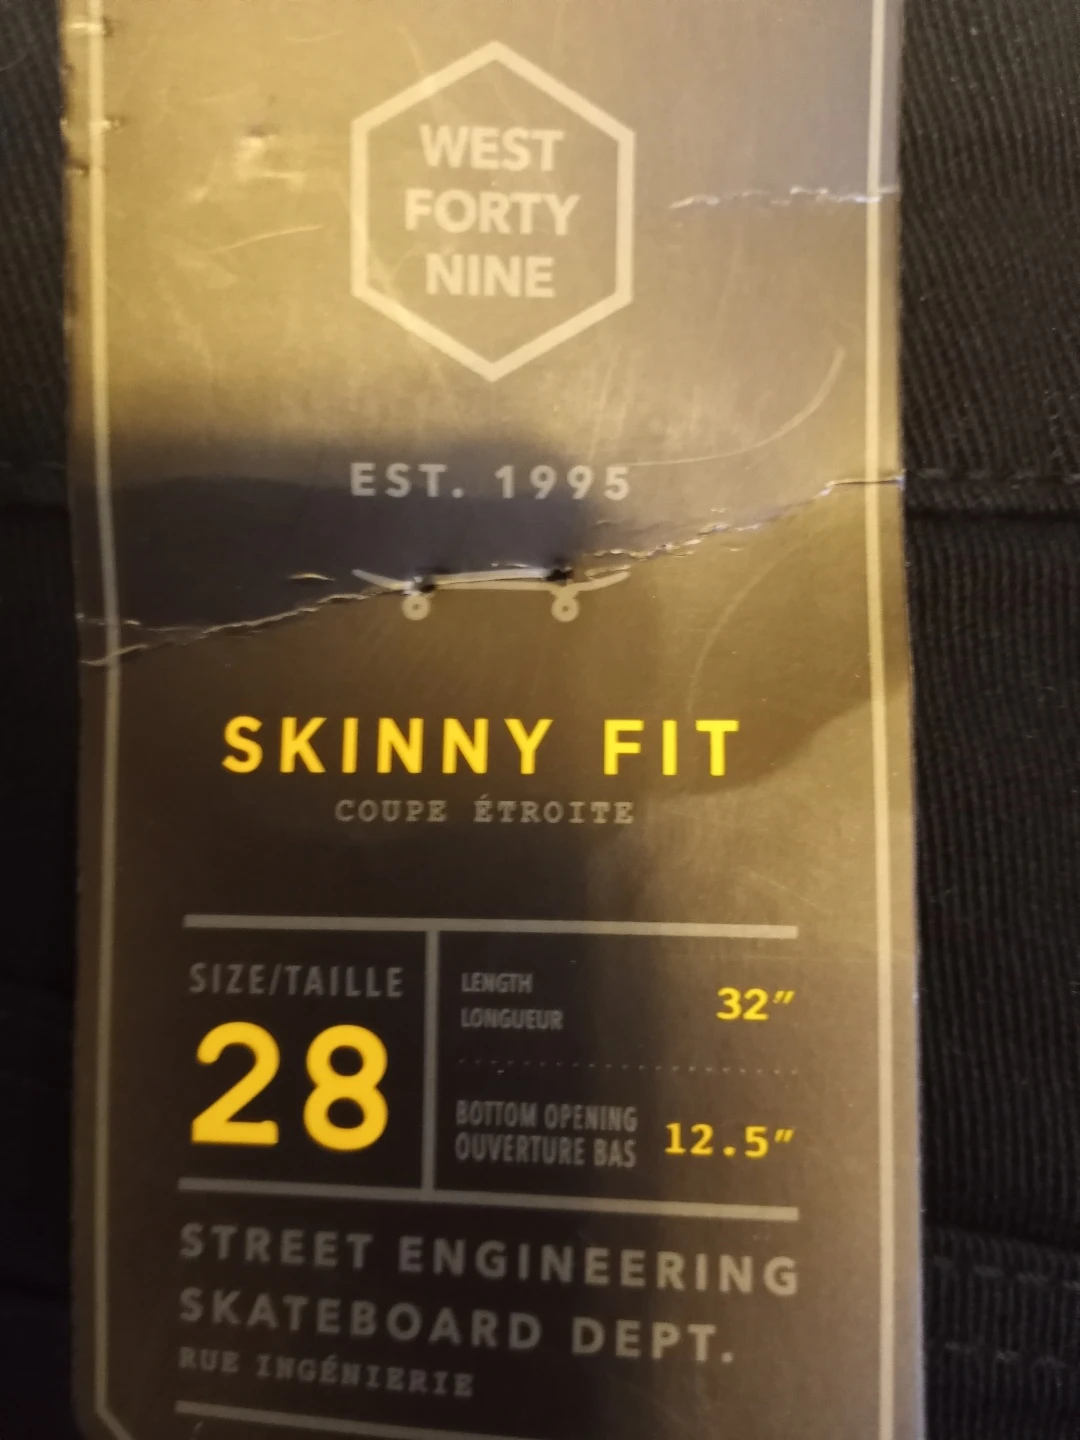 WEST
FORTY
NINE
EST. 1995
SKINNY FIT
COUPE ÉTROITE
SIZE/TAILLE
28
LENGTH
LONGUEUR
32"
BOTTOM OPENING
OUVERTURE BAS
12.5"
STREET ENGINEERING
SKATEBOARD DEPT.
RUE INGÉNIERIE